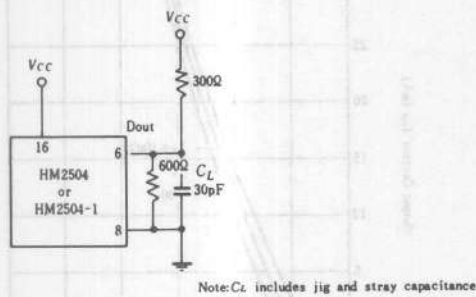 VCC
VCC
300Ω
Dout
16
6
600Ω
CL
30pF
HM2504
or
HM2504-1
8
Note: CL includes jig and stray capacitance